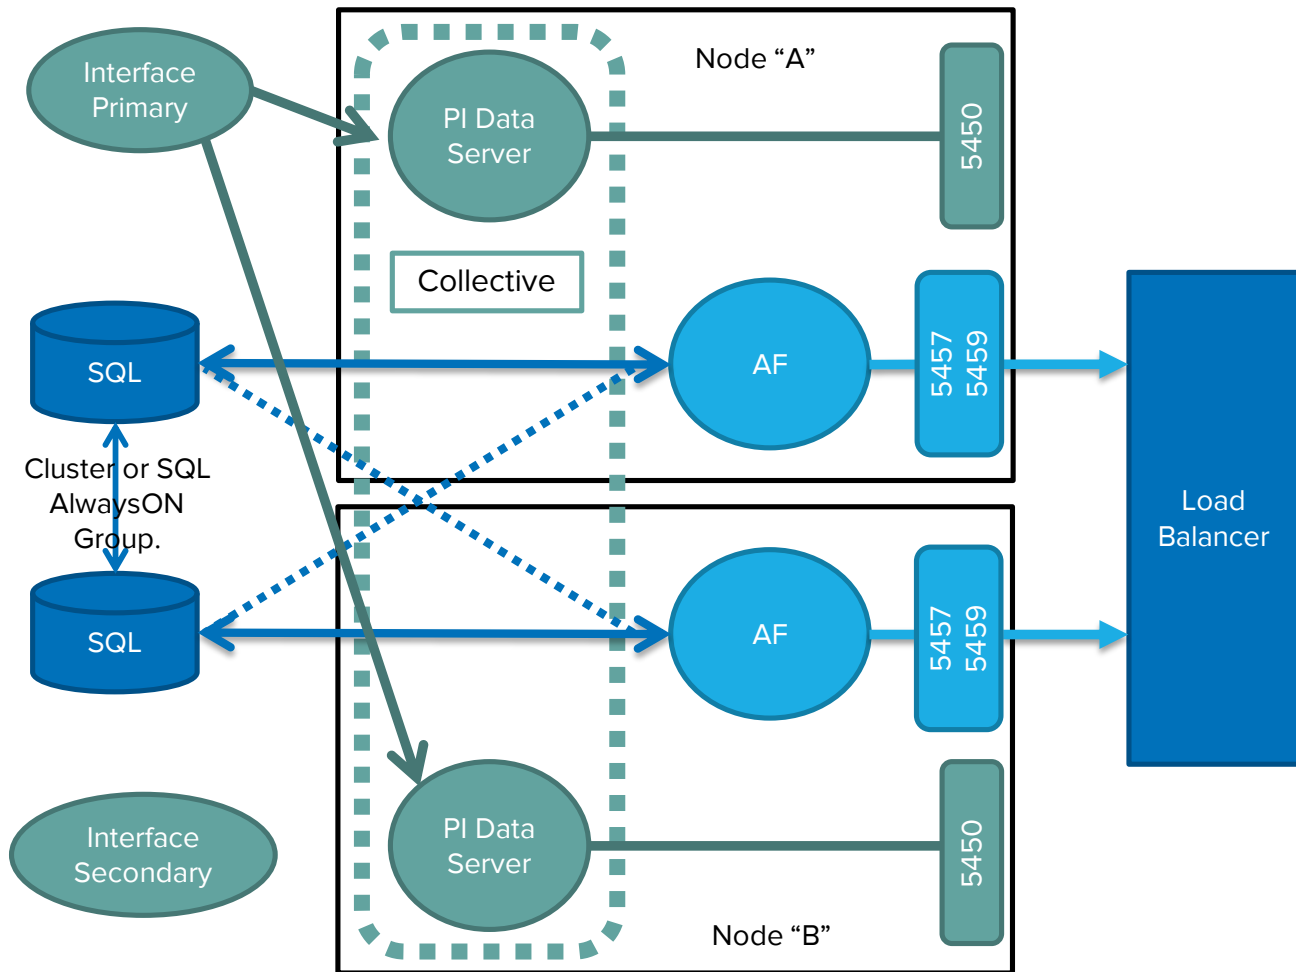 Interface
Primary
PI Data
Server
Node “A”
5450
Collective
SQL
AF
5457
5459
Cluster or SQL
AlwaysON
Group.
Load
Balancer
SQL
AF
5457
5459
Interface
Secondary
PI Data
Server
5450
Node “B”